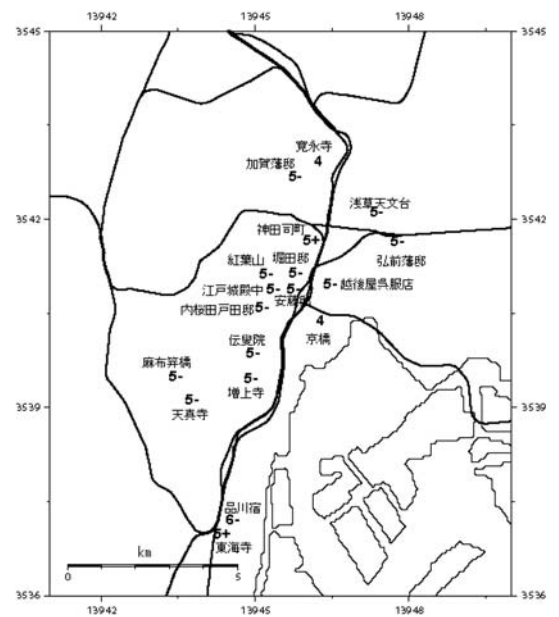 13942 13945 13948
3545 3545
寛永寺
4
加賀藩邸
5-
浅草天文台
5-
3542 3542
神田司町
5+
5-
弘前藩邸
紅葉山 堀田邸
5- 5-
江戸城殿中 5- 5- 5- 越後屋呉服店
安藤
内桜田戸田邸 5-
4
京橋
伝叟院
5-
麻布笄橋
5- 5-
増上寺
5-
天真寺
3539 3539
品川宿
6-
5+
東海寺
km
0 5
3536 3536
13942 13945 13948